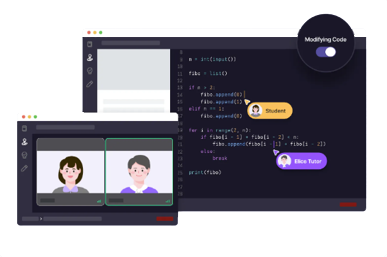 Modifying Code
n = int(input())
fibo = list()
if n > 2:
fibo.append(0)
fibo.append(1)
elif n == 1:
fibo.append(0)
Student
for i in range(2, n):
if fibo[i - 1] + fibo[i - 2] < n:
fibo.append(fibo[i - 1] + fibo[i - 2])
Elice Tutor
else:
break
print(fibo)